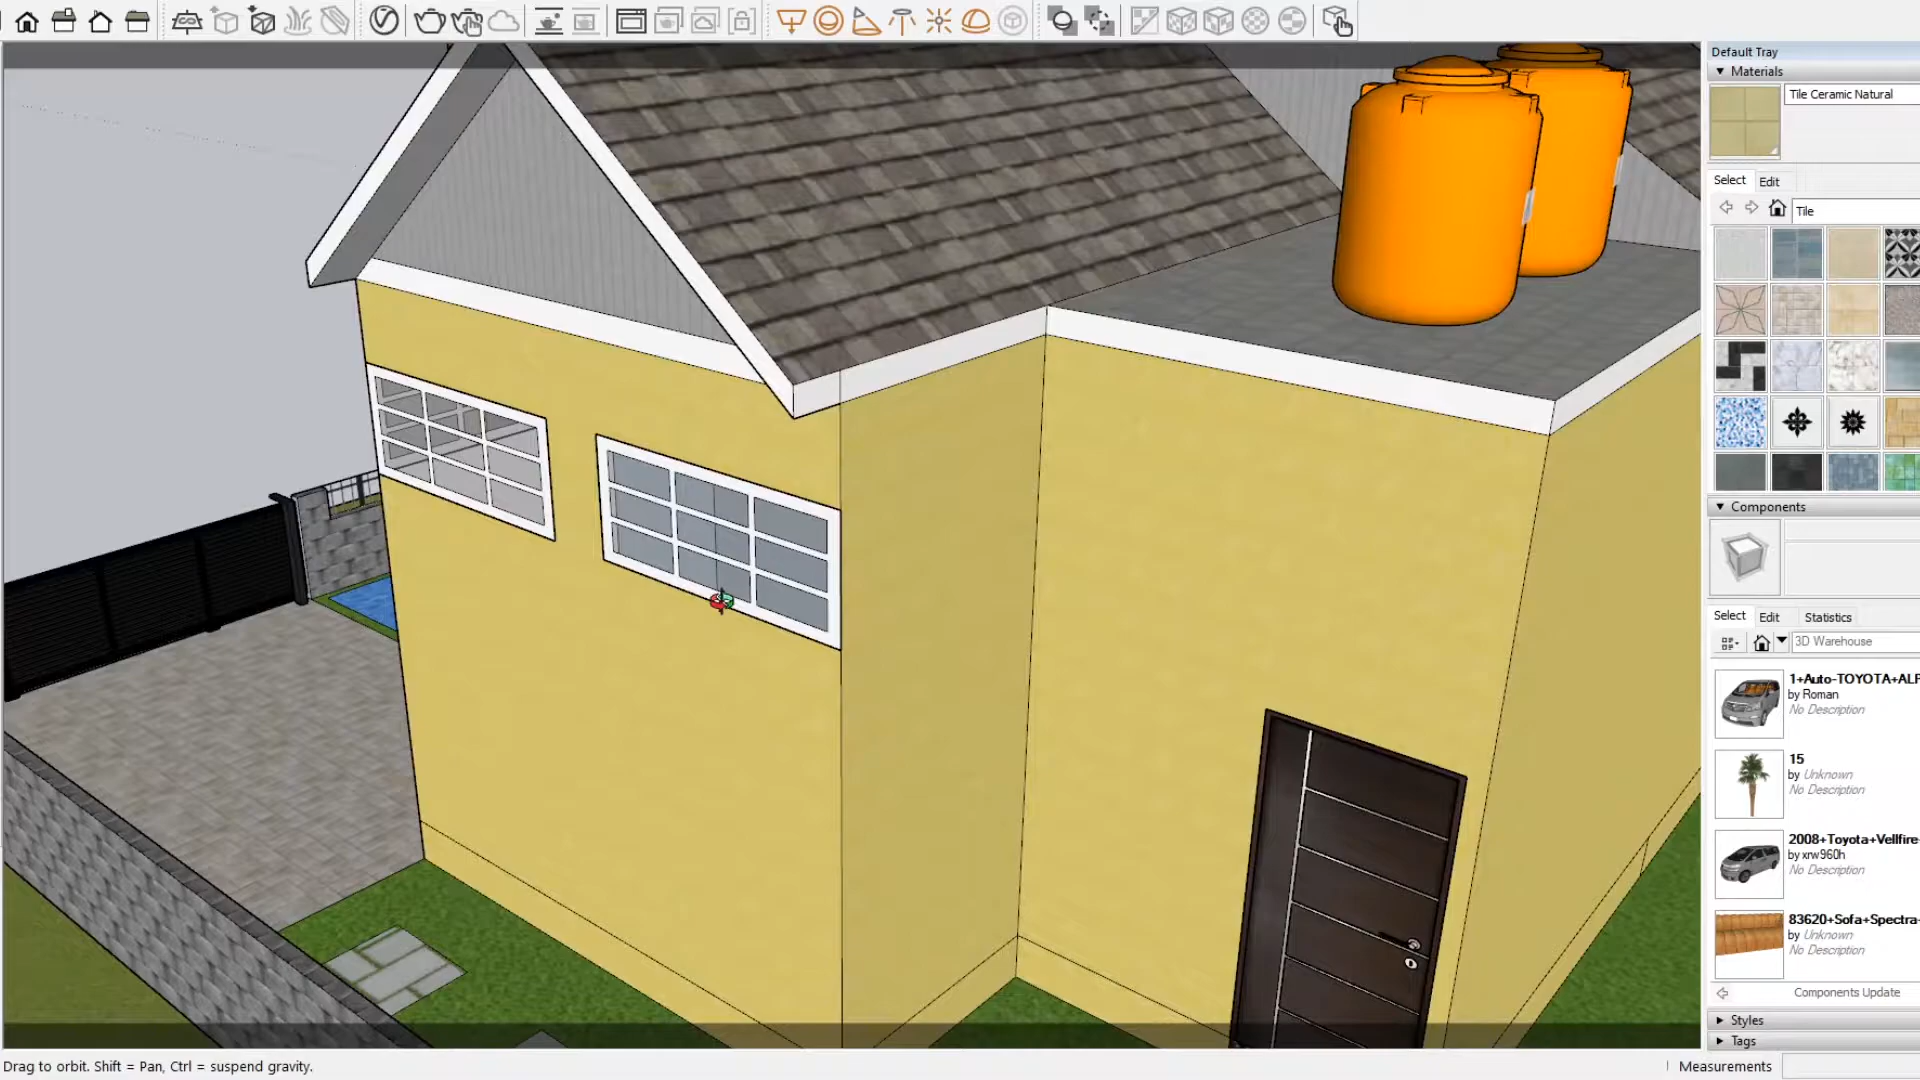 Default Tray
Materials
Tile Ceramic Natural
Select Edit
Tile
Components
Select Edit Statistics
3D Warehouse
1+Auto-TOYOTA+ALF
by Roman
No Description
15
by Unknown
No Description
2008+Toyota+Vellfire
by xrw960h
No Description
83620+Sofa+Spectra
by Unknown
No Description
Components Update
Styles
Tags
Drag to orbit. Shift = Pan, Ctrl = suspend gravity.
Measurements